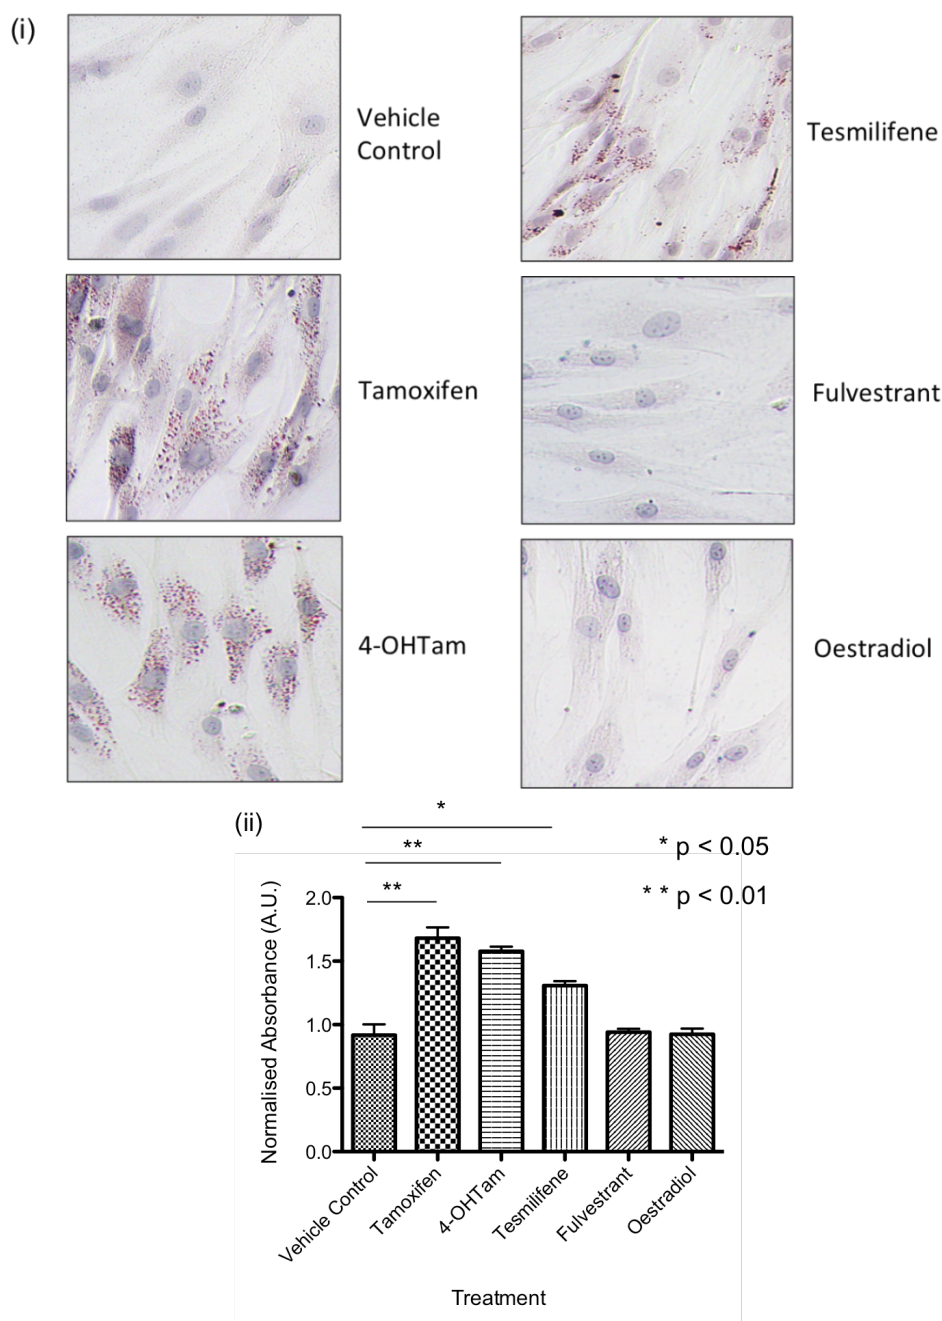 (i)
Vehicle
Control
Tesmilifene
Tamoxifen
Fulvestrant
4-OHTam
Oestradiol
(ii)
*
**
**
* p < 0.05
* * p < 0.01
Normalised Absorbance (A.U.)
2.0
1.5
1.0
0.5
0.0
Vehicle Control
Tamoxifen
4-OHTam
Tesmilifene
Fulvestrant
Oestradiol
Treatment